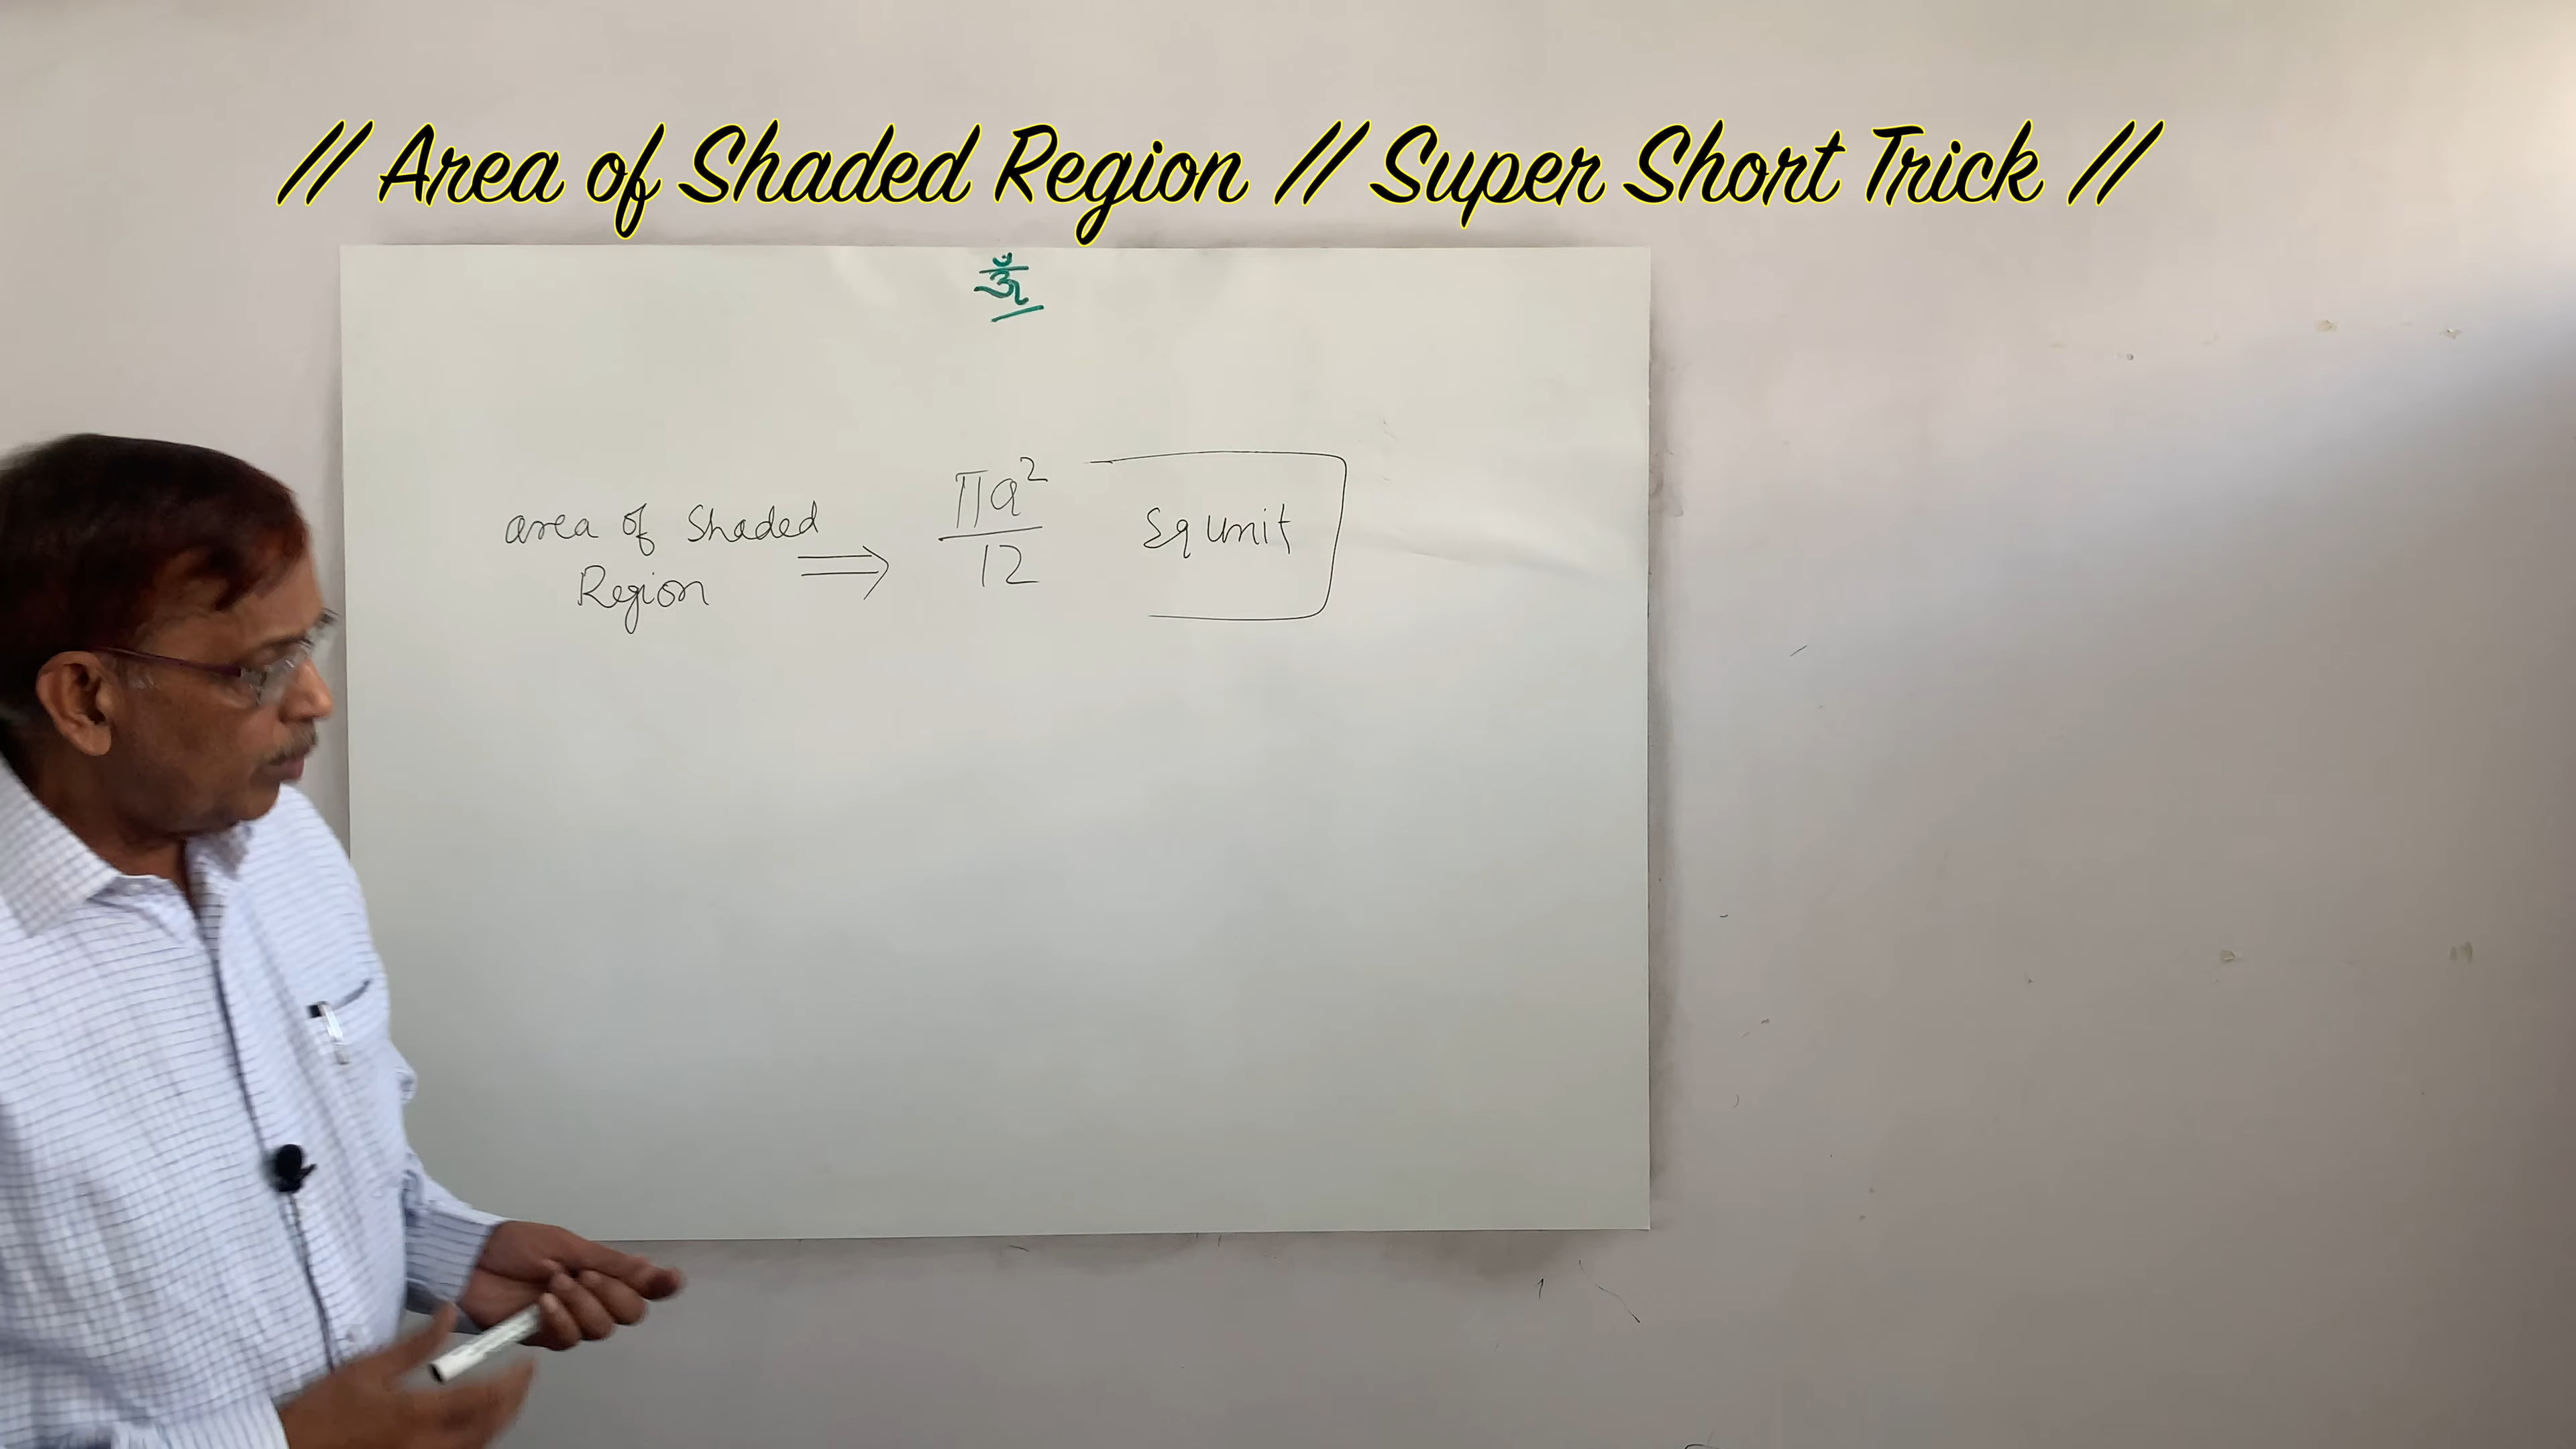 // Area of Shaded Region // Super Short Trick //
ॐ
area of Shaded
Region
⇒ πa²/12 Sq unit